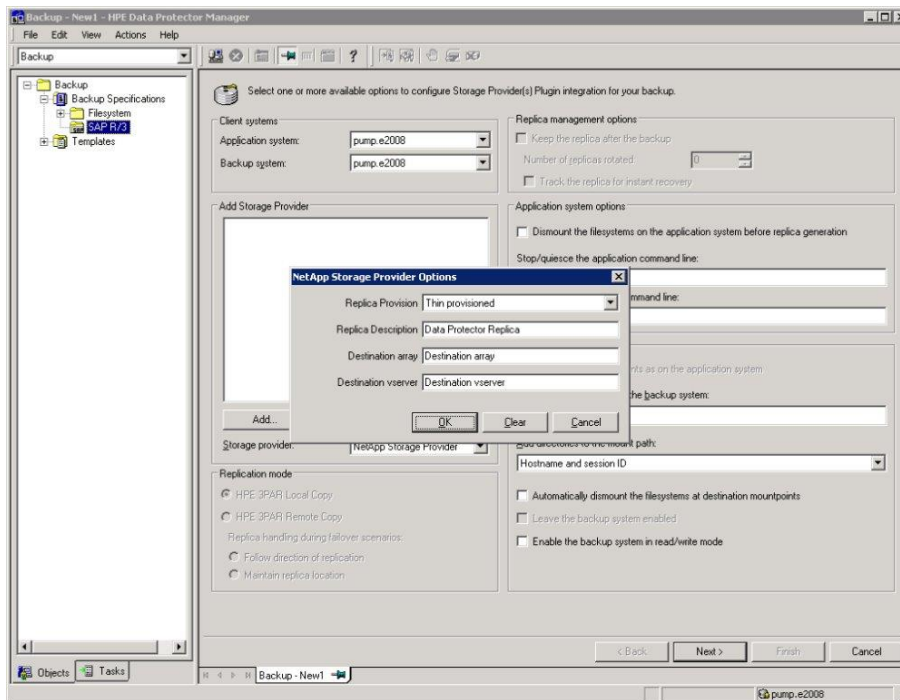 Backup - New1 - HPE Data Protector Manager
File Edit View Actions Help
Backup
Backup
Backup Specifications
Filesystem
SAP R/3
Templates
Select one or more available options to configure Storage Provider(s) Plugin integration for your backup.
Client systems
Application system: pump.e2008
Backup system: pump.e2008
Replica management options
Keep the replica after the backup
Number of replicas rotated: 0
Track the replica for instant recovery
Add Storage Provider
Application system options
Dismount the filesystems on the application system before replica generation
Stop/quiesce the application command line:
mmand line:
NetApp Storage Provider Options
Replica Provision Thin provisioned
Replica Description Data Protector Replica
Destination array Destination array
Destination vserver Destination vserver
OK Clear Cancel
nts as on the application system
he backup system:
Add...
Storage provider: NetApp Storage Provider
Add directories to the mount path:
Hostname and session ID
Replication mode
HPE 3PAR Local Copy
HPE 3PAR Remote Copy
Replica handling during failover scenarios:
Follow direction of replication
Maintain replica location
Automatically dismount the filesystems at destination mountpoints
Leave the backup system enabled
Enable the backup system in read/write mode
< Back Next > Finish Cancel
Objects Tasks
Backup - New1
pump.e2008